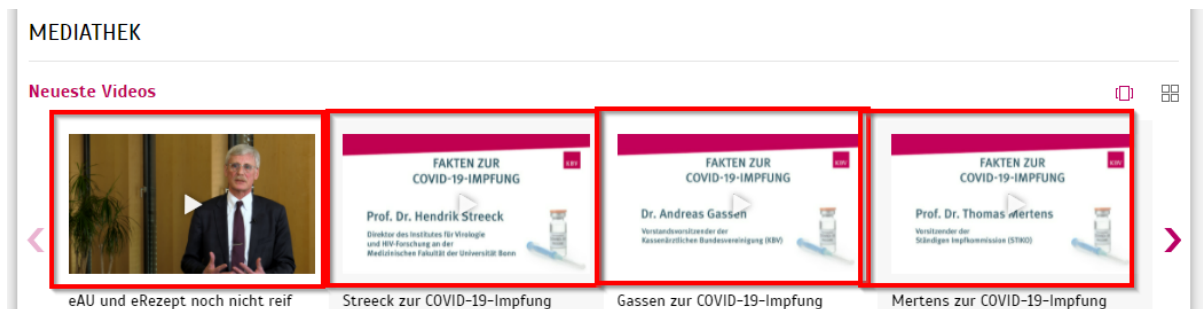 MEDIATHEK
Neueste Videos
FAKTEN ZUR
COVID-19-IMPFUNG
KBV
Prof. Dr. Hendrik Streeck
Direktor des Institutes für Virologie
und HIV-Forschung an der
Medizinischen Fakultät der Universität Bonn
FAKTEN ZUR
COVID-19-IMPFUNG
KBV
Dr. Andreas Gassen
Vorstandsvorsitzender der
Kassenärztlichen Bundesvereinigung (KBV)
FAKTEN ZUR
COVID-19-IMPFUNG
KBV
Prof. Dr. Thomas Mertens
Vorsitzender der
Ständigen Impfkommission (STIKO)
eAU und eRezept noch nicht reif
Streeck zur COVID-19-Impfung
Gassen zur COVID-19-Impfung
Mertens zur COVID-19-Impfung